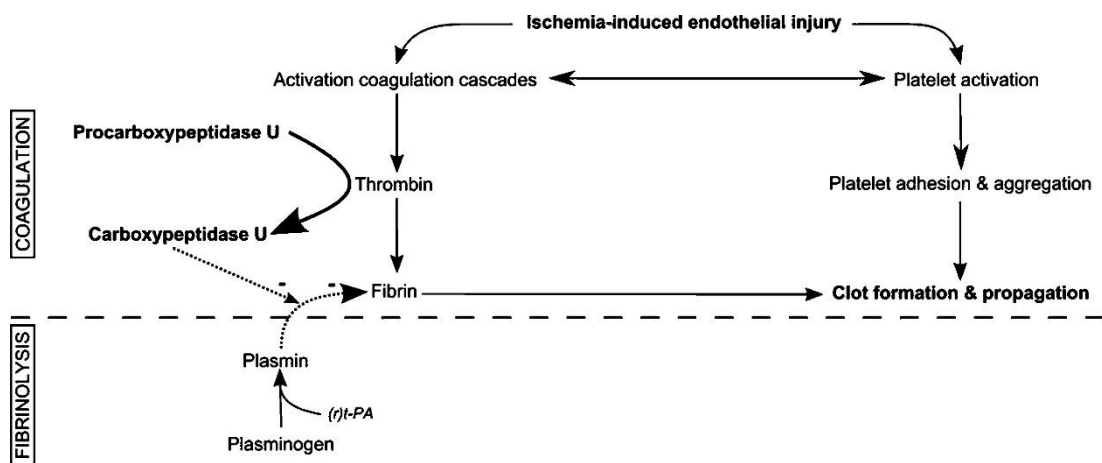 Ischemia-induced endothelial injury
Activation coagulation cascades
Platelet activation
COAGULATION
Procarboxypeptidase U
Thrombin
Platelet adhesion & aggregation
Carboxypeptidase U
- -
Fibrin
Clot formation & propagation
FIBRINOLYSIS
Plasmin
(r)t-PA
Plasminogen